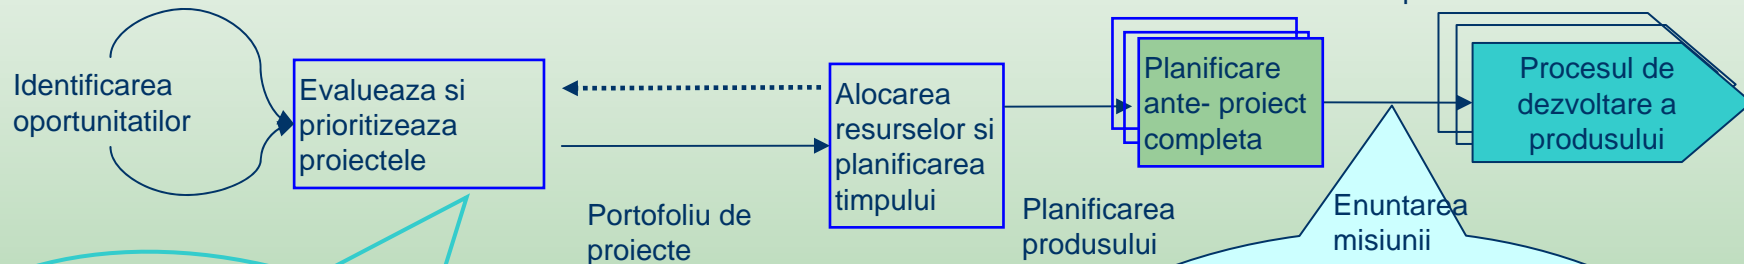 Identificarea
oportunitatilor
Evalueaza si
prioritizeaza
proiectele
Portofoliu de
proiecte
Alocarea
resurselor si
planificarea
timpului
Planificarea
produsului
Planificare
ante- proiect
completa
Enuntarea
misiunii
Procesul de
dezvoltare a
produsului